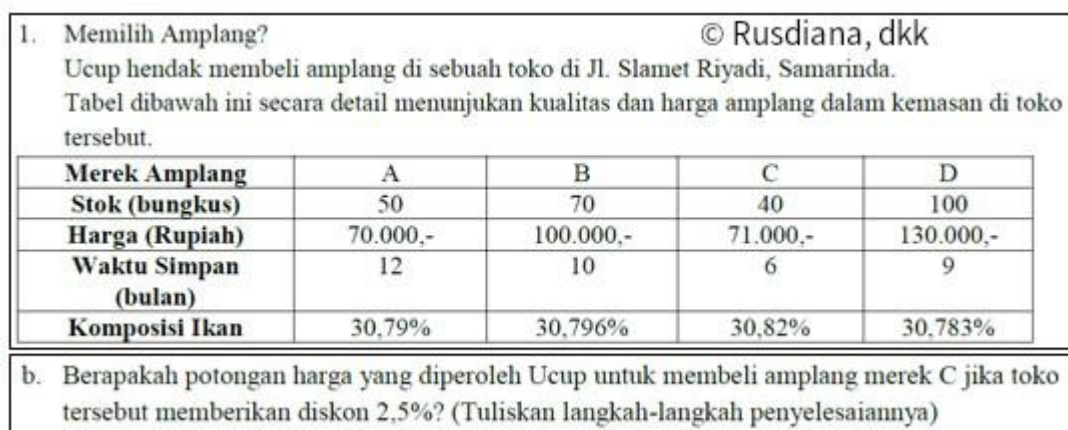 1. Memilih Amplang? © Rusdiana, dkk
Ucup hendak membeli amplang di sebuah toko di Jl. Slamet Riyadi, Samarinda.
Tabel dibawah ini secara detail menunjukan kualitas dan harga amplang dalam kemasan di toko
tersebut.
Merek Amplang A B C D
Stok (bungkus) 50 70 40 100
Harga (Rupiah) 70.000,- 100.000,- 71.000,- 130.000,-
Waktu Simpan 12 10 6 9
(bulan)
Komposisi Ikan 30,79% 30,796% 30,82% 30,783%
b. Berapakah potongan harga yang diperoleh Ucup untuk membeli amplang merek C jika toko
tersebut memberikan diskon 2,5%? (Tuliskan langkah-langkah penyelesaiannya)